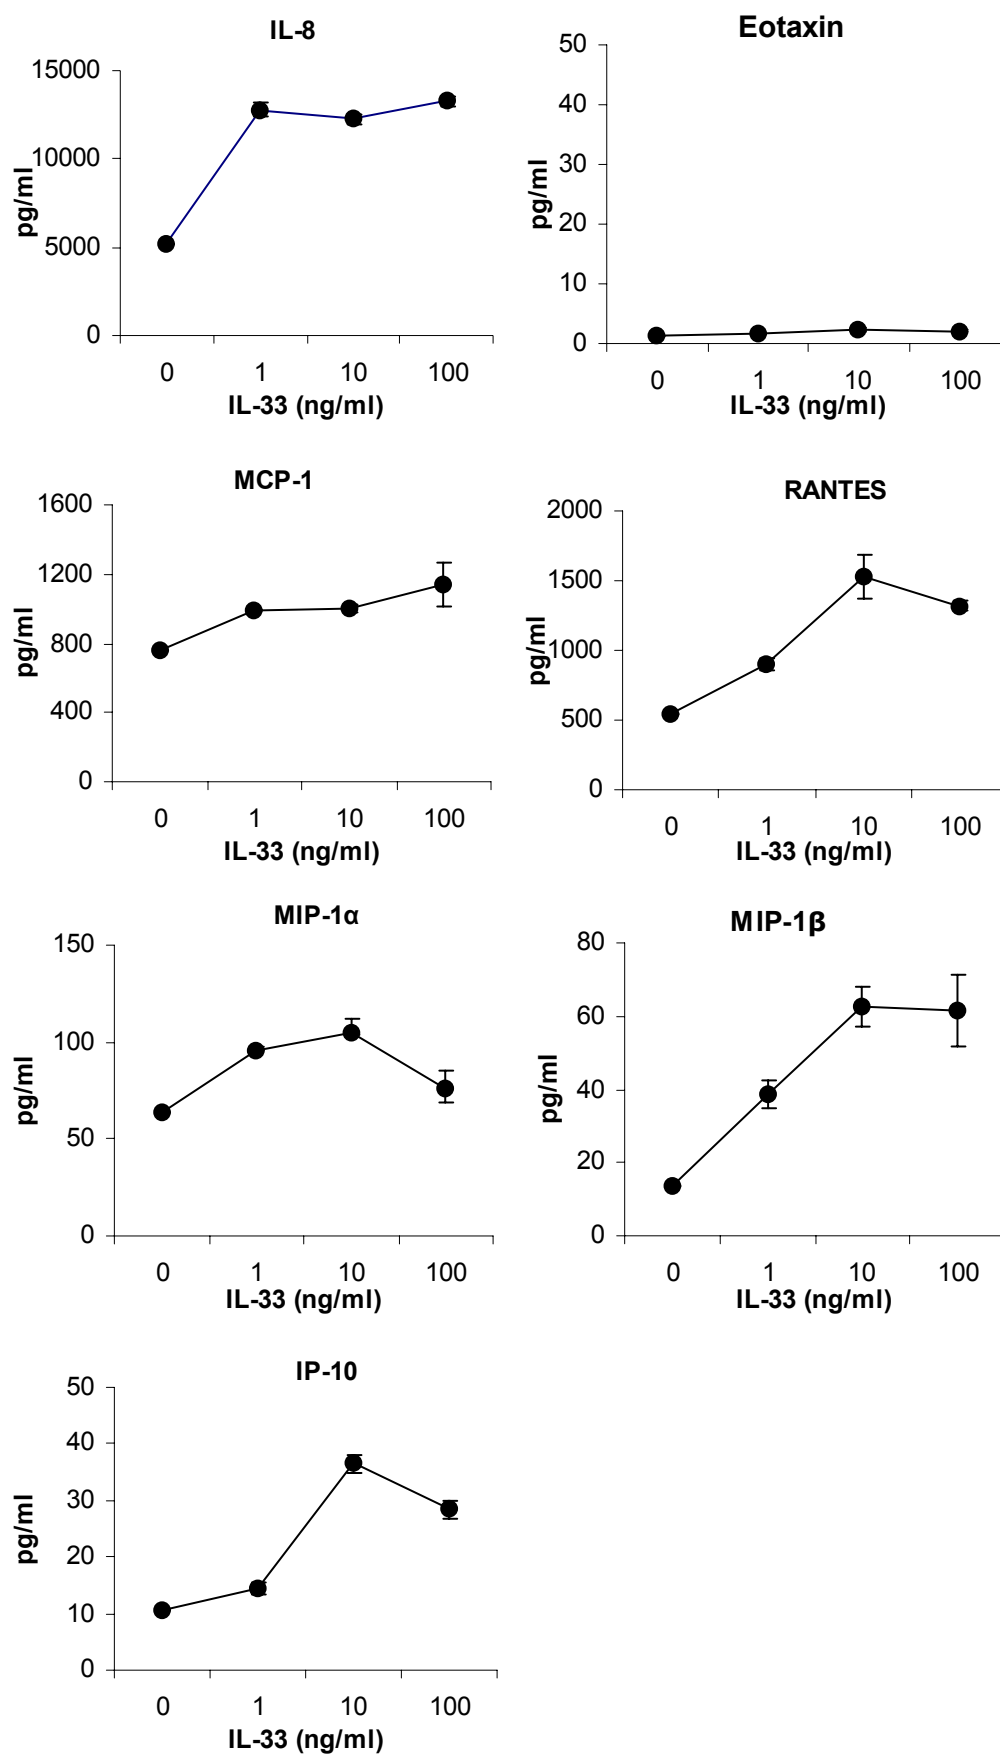 IL-8
15000
10000
5000
0
pg/ml
0 1 10 100
IL-33 (ng/ml)
Eotaxin
50
40
30
20
10
0
pg/ml
0 1 10 100
IL-33 (ng/ml)
MCP-1
1600
1200
800
400
0
pg/ml
0 1 10 100
IL-33 (ng/ml)
RANTES
2000
1500
1000
500
0
pg/ml
0 1 10 100
IL-33 (ng/ml)
MIP-1α
150
100
50
0
pg/ml
0 1 10 100
IL-33 (ng/ml)
MIP-1β
80
60
40
20
0
pg/ml
0 1 10 100
IL-33 (ng/ml)
IP-10
50
40
30
20
10
0
pg/ml
0 1 10 100
IL-33 (ng/ml)